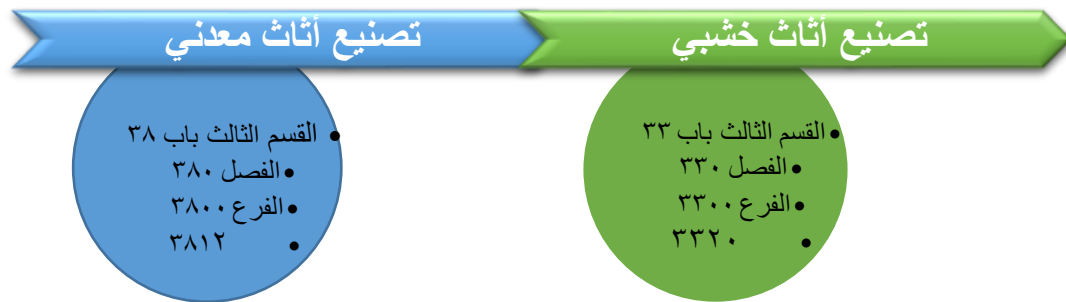 تصنيع أثاث خشبي
• القسم الثالث باب ٣٣
• الفصل ٣٣٠
• الفرع ٣٣٠٠
• ٣٣٢٠
تصنيع أثاث معدني
• القسم الثالث باب ٣٨
• الفصل ٣٨٠
• الفرع ٣٨٠٠
• ٣٨١٢